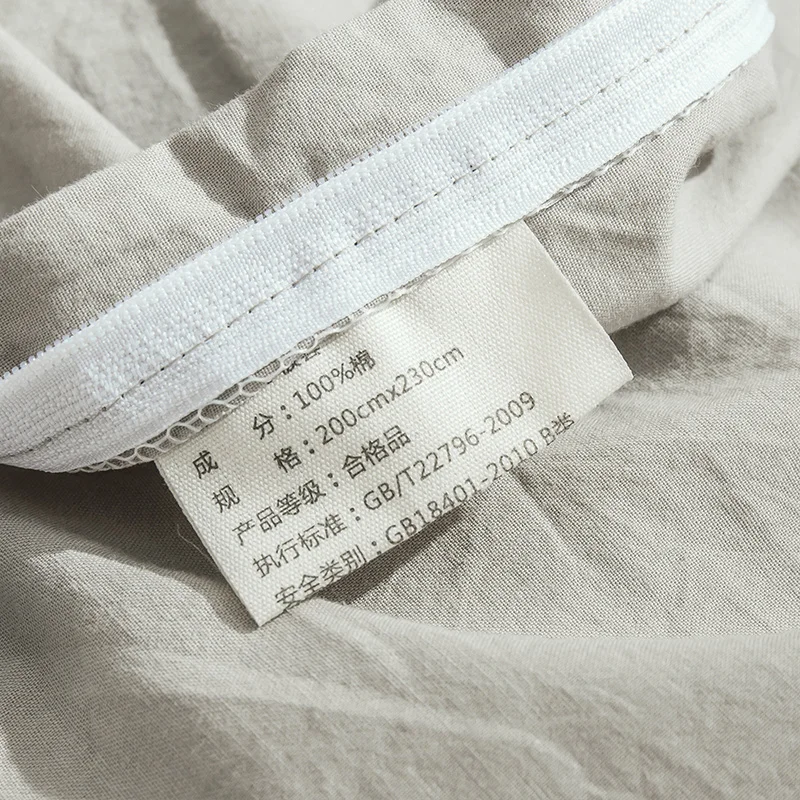 成 分：100%棉
规 格：200cmx230cm
产品等级：合格品
执行标准：GB/T22796-2009
安全类别：GB18401-2010 B类